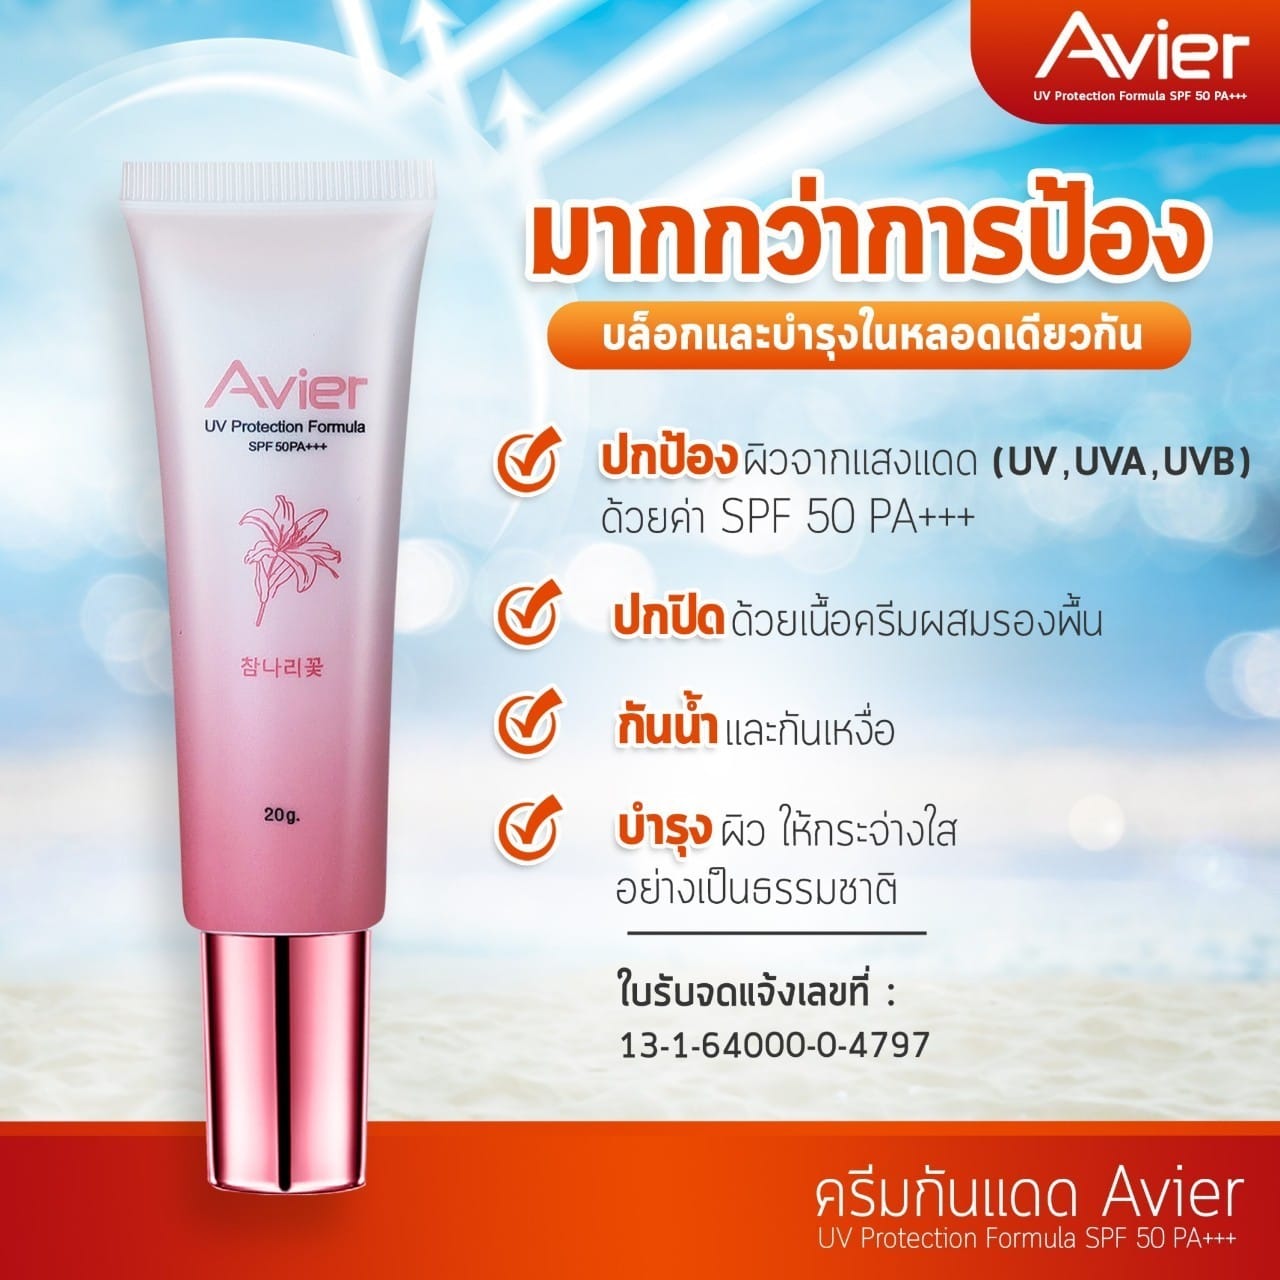 Avier
UV Protection Formula SPF 50 PA+++
มากกว่าการป้อง
บล็อกและบำรุงในหลอดเดียวกัน
ปกป้องผิวจากแสงแดด (UV,UVA,UVB)
ด้วยค่า SPF 50 PA+++
ปกปิดด้วยเนื้อครีมผสมรองพื้น
กันน้ำและกันเหงื่อ
บำรุงผิว ให้กระจ่างใส
อย่างเป็นธรรมชาติ
ใบรับจดแจ้งเลขที่ :
13-1-64000-0-4797
Avier
UV Protection Formula
SPF 50PA+++
참나리꽃
20g.
ครีมกันแดด Avier
UV Protection Formula SPF 50 PA+++